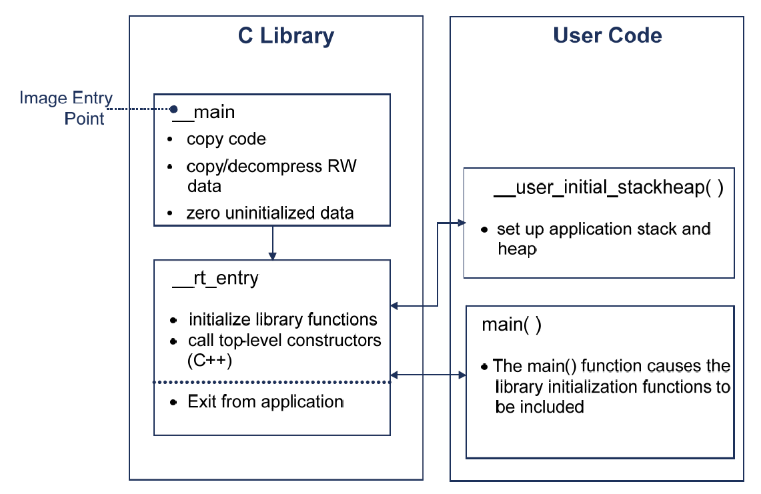 C Library
User Code
Image Entry
Point
__main
• copy code
• copy/decompress RW
data
• zero uninitialized data
__user_initial_stackheap( )
• set up application stack and
heap
__rt_entry
• initialize library functions
• call top-level constructors
(C++)
• Exit from application
main( )
• The main() function causes the
library initialization functions to
be included